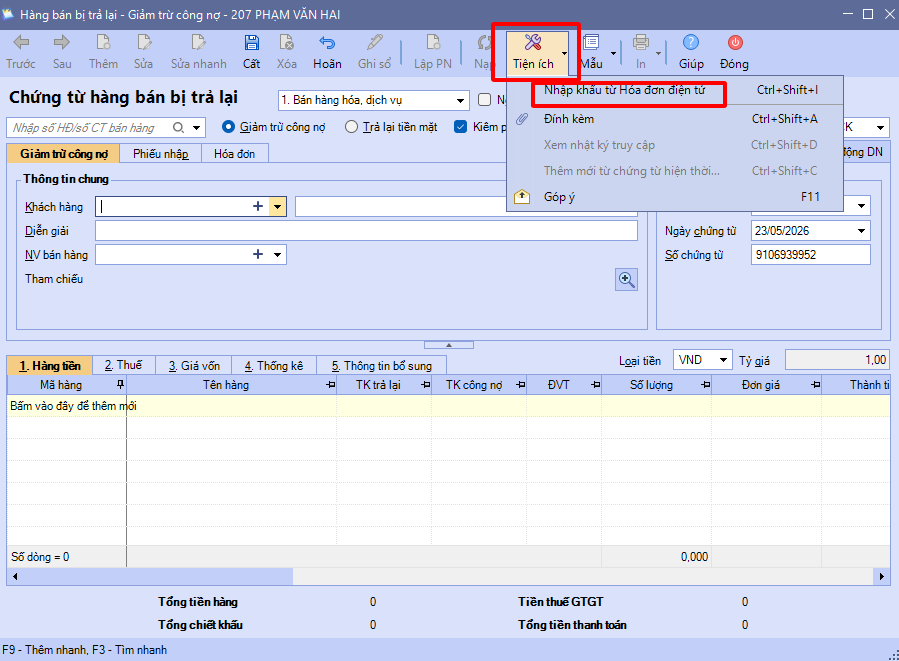 Hàng bán bị trả lại - Giảm trừ công nợ - 207 PHẠM VĂN HAI
Trước Sau Thêm Sửa Sửa nhanh Cất Xóa Hoãn Ghi sổ Lập PN Nạp Tiện ích Mẫu In Giúp Đóng
Nhập khẩu từ Hóa đơn điện tử Ctrl+Shift+I
Đính kèm Ctrl+Shift+A
Xem nhật ký truy cập Ctrl+Shift+D
Thêm mới từ chứng từ hiện thời... Ctrl+Shift+C
Góp ý F11
Chứng từ hàng bán bị trả lại 1. Bán hàng hóa, dịch vụ
Nhập số HĐ/số CT bán hàng Giảm trừ công nợ Trả lại tiền mặt Kiêm p CK
Giảm trừ công nợ Phiếu nhập Hóa đơn động DN
Thông tin chung
Khách hàng
Diễn giải
NV bán hàng
Tham chiếu
Ngày chứng từ 23/05/2026
Số chứng từ 9106939952
1. Hàng tiền 2. Thuế 3. Giá vốn 4. Thống kê 5. Thông tin bổ sung Loại tiền VND Tỷ giá 1,00
Mã hàng Tên hàng TK trả lại TK công nợ ĐVT Số lượng Đơn giá Thành ti
Bấm vào đây để thêm mới
Số dòng = 0 0,000
Tổng tiền hàng 0 Tiền thuế GTGT 0
Tổng chiết khấu 0 Tổng tiền thanh toán 0
F9 - Thêm nhanh, F3 - Tìm nhanh